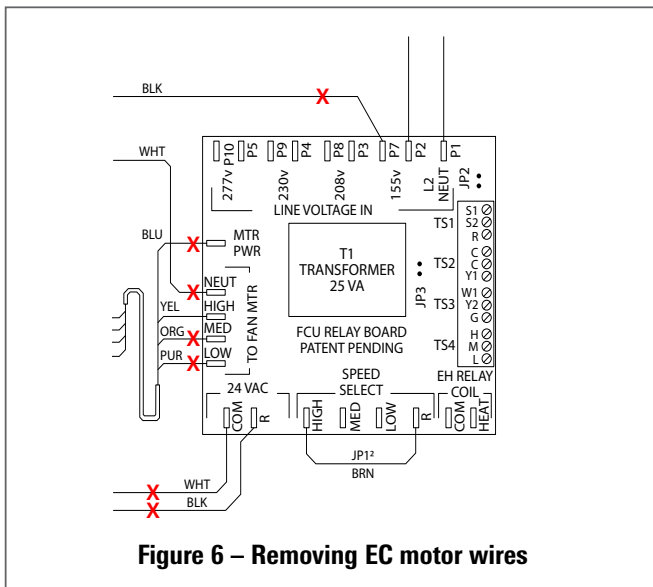 BLK
WHT
BLU
YEL
ORG
PUR
P10
P5
P9
P4
P8
P3
P7
P2
P1
277v
230v
208v
155v
L2
NEUT
JP2
LINE VOLTAGE IN
MTR
PWR
NEUT
HIGH
MED
LOW
TO FAN MTR
T1
TRANSFORMER
25 VA
JP3
FCU RELAY BOARD
PATENT PENDING
TS1
S1
S2
R
TS2
C
C
Y1
TS3
W1
Y2
G
TS4
H
M
L
24 VAC
COM
R
SPEED
SELECT
HIGH
MED
LOW
R
EH RELAY
COIL
COM
HEAT
JP1²
BRN
WHT
BLK
Figure 6 – Removing EC motor wires